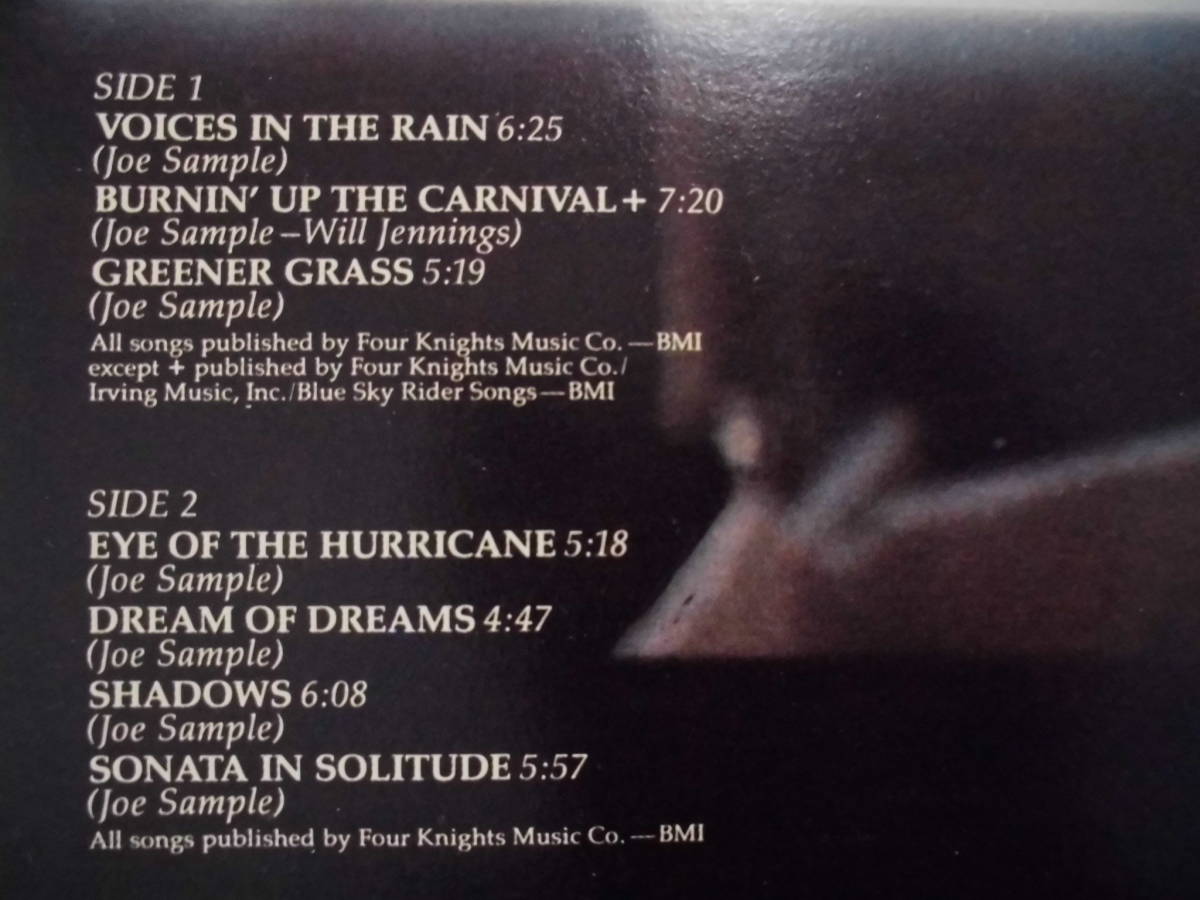 SIDE 1
VOICES IN THE RAIN 6:25
(Joe Sample)
BURNIN' UP THE CARNIVAL + 7:20
(Joe Sample–Will Jennings)
GREENER GRASS 5:19
(Joe Sample)
All songs published by Four Knights Music Co. — BMI
except + published by Four Knights Music Co./
Irving Music, Inc./Blue Sky Rider Songs — BMI
SIDE 2
EYE OF THE HURRICANE 5:18
(Joe Sample)
DREAM OF DREAMS 4:47
(Joe Sample)
SHADOWS 6:08
(Joe Sample)
SONATA IN SOLITUDE 5:57
(Joe Sample)
All songs published by Four Knights Music Co. — BMI